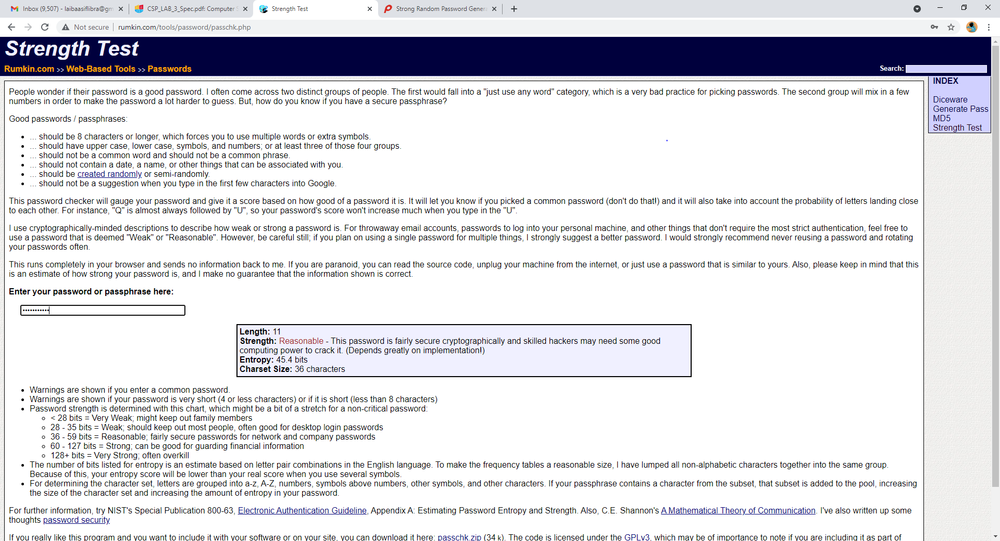 Inbox (9,507) - laibaasiflibra@gm
CSP_LAB_3_Spec.pdf: Computer S
Strength Test
Strong Random Password Genera
Not secure
rumkin.com/tools/password/passchk.php
Strength Test
Rumkin.com >> Web-Based Tools >> Passwords
Search:
INDEX
Diceware
Generate Pass
MD5
Strength Test
People wonder if their password is a good password. I often come across two distinct groups of people. The first would fall into a "just use any word" category, which is a very bad practice for picking passwords. The second group will mix in a few
numbers in order to make the password a lot harder to guess. But, how do you know if you have a secure passphrase?
Good passwords / passphrases:
... should be 8 characters or longer, which forces you to use multiple words or extra symbols.
... should have upper case, lower case, symbols, and numbers; or at least three of those four groups.
... should not be a common word and should not be a common phrase.
... should not contain a date, a name, or other things that can be associated with you.
... should be created randomly or semi-randomly.
... should not be a suggestion when you type in the first few characters into Google.
This password checker will gauge your password and give it a score based on how good of a password it is. It will let you know if you picked a common password (don't do that!) and it will also take into account the probability of letters landing close
to each other. For instance, "Q" is almost always followed by "U", so your password's score won't increase much when you type in the "U".
I use cryptographically-minded descriptions to describe how weak or strong a password is. For throwaway email accounts, passwords to log into your personal machine, and other things that don't require the most strict authentication, feel free to
use a password that is deemed "Weak" or "Reasonable". However, be careful still; if you plan on using a single password for multiple things, I strongly suggest a better password. I would strongly recommend never reusing a password and rotating
your passwords often.
This runs completely in your browser and sends no information back to me. If you are paranoid, you can read the source code, unplug your machine from the internet, or just use a password that is similar to yours. Also, please keep in mind that this
is an estimate of how strong your password is, and I make no guarantee that the information shown is correct.
Enter your password or passphrase here:
•••••••••••
Length: 11
Strength: Reasonable - This password is fairly secure cryptographically and skilled hackers may need some good
computing power to crack it. (Depends greatly on implementation!)
Entropy: 45.4 bits
Charset Size: 36 characters
Warnings are shown if you enter a common password.
Warnings are shown if your password is very short (4 or less characters) or if it is short (less than 8 characters)
Password strength is determined with this chart, which might be a bit of a stretch for a non-critical password:
< 28 bits = Very Weak; might keep out family members
28 - 35 bits = Weak; should keep out most people, often good for desktop login passwords
36 - 59 bits = Reasonable; fairly secure passwords for network and company passwords
60 - 127 bits = Strong; can be good for guarding financial information
128+ bits = Very Strong; often overkill
The number of bits listed for entropy is an estimate based on letter pair combinations in the English language. To make the frequency tables a reasonable size, I have lumped all non-alphabetic characters together into the same group.
Because of this, your entropy score will be lower than your real score when you use several symbols.
For determining the character set, letters are grouped into a-z, A-Z, numbers, symbols above numbers, other symbols, and other characters. If your passphrase contains a character from the subset, that subset is added to the pool, increasing
the size of the character set and increasing the amount of entropy in your password.
For further information, try NIST's Special Publication 800-63, Electronic Authentication Guideline, Appendix A: Estimating Password Entropy and Strength. Also, C.E. Shannon's A Mathematical Theory of Communication. I've also written up some
thoughts password security
If you really like this program and you want to include it with your software or on your site, you can download it here: passchk.zip (34 k). The code is licensed under the GPLv3, which may be of importance to note if you are including it as part of